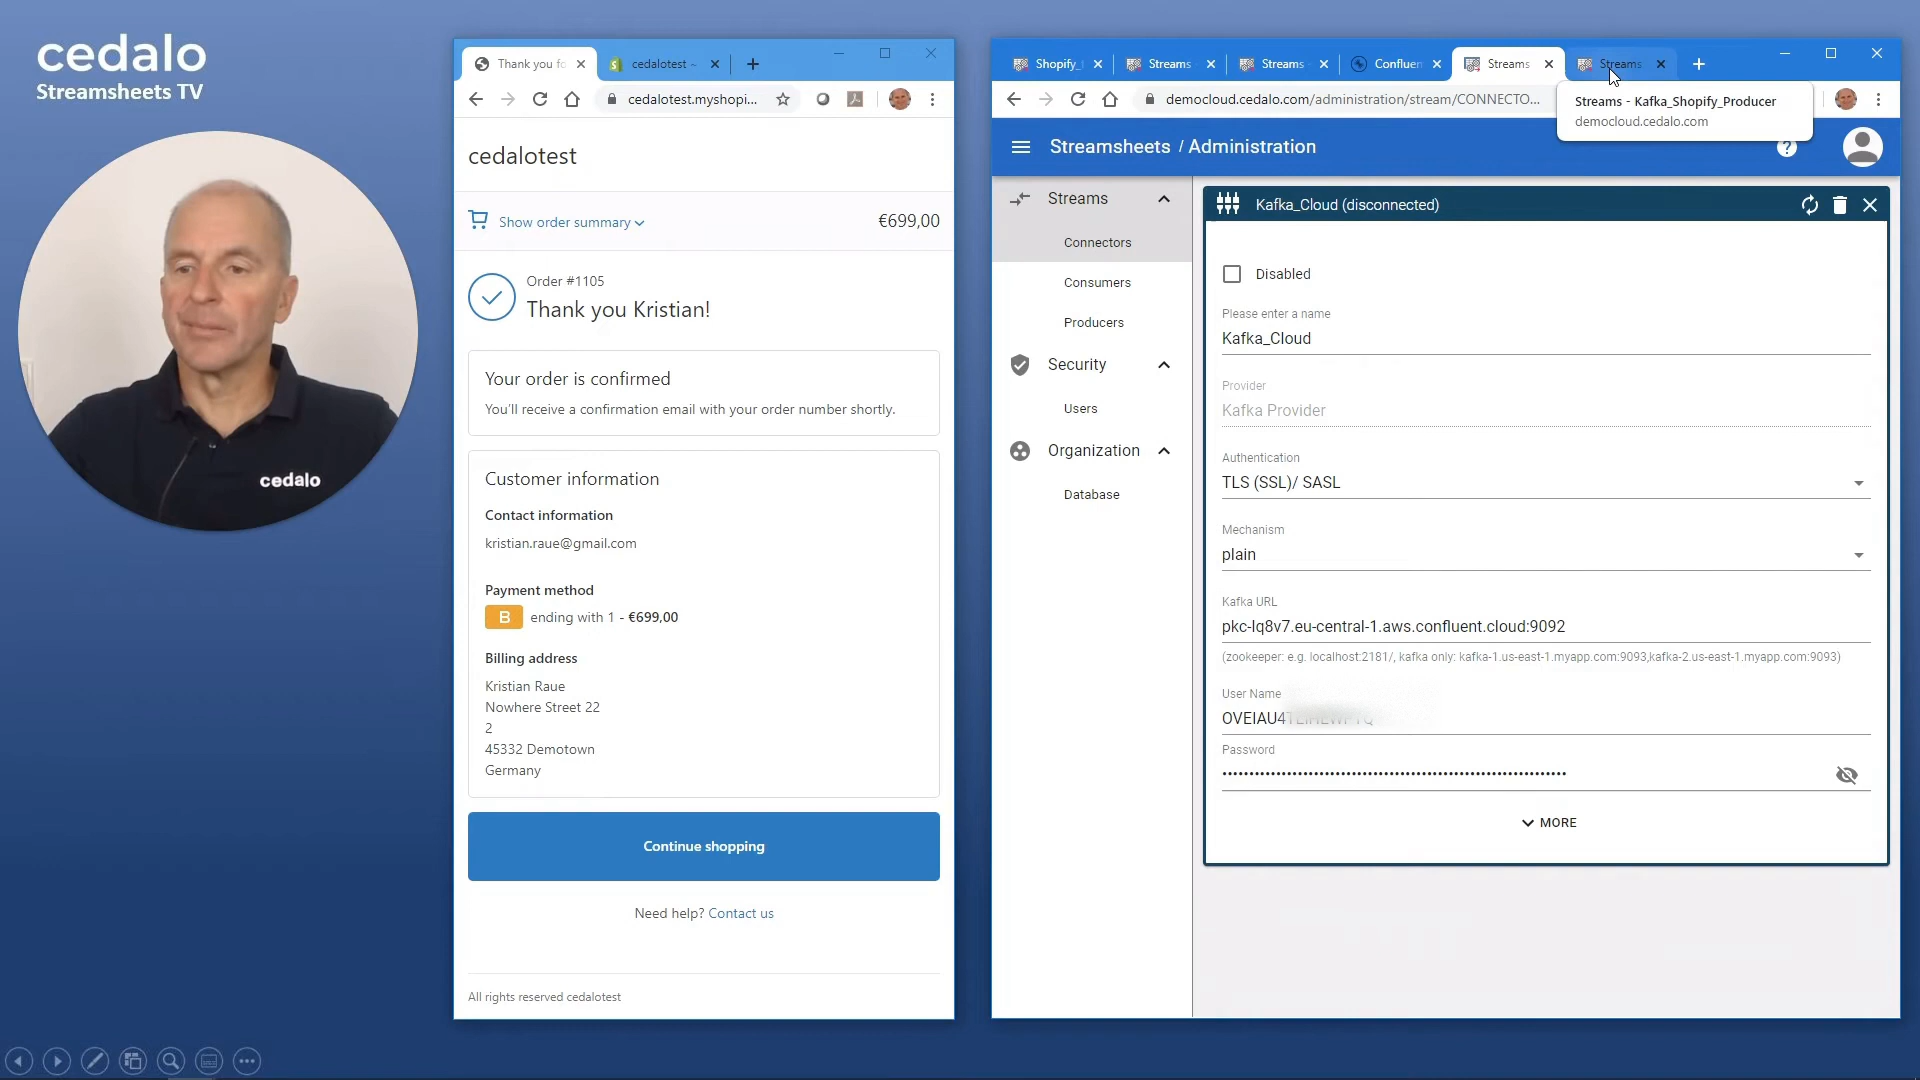 cedalo
Streamsheets TV
cedalo
Thank you fo
cedalotest -
cedalotest.myshopi...
cedalotest
Show order summary
€699,00
Order #1105
Thank you Kristian!
Your order is confirmed
You'll receive a confirmation email with your order number shortly.
Customer information
Contact information
kristian.raue@gmail.com
Payment method
B ending with 1 - €699,00
Billing address
Kristian Raue
Nowhere Street 22
2
45332 Demotown
Germany
Continue shopping
Need help? Contact us
All rights reserved cedalotest
Shopify_
Streams
Streams
Confluen
Streams
Streams
democloud.cedalo.com/administration/stream/CONNECTO...
Streams - Kafka_Shopify_Producer
democloud.cedalo.com
Streamsheets / Administration
?
Streams
Connectors
Consumers
Producers
Security
Users
Organization
Database
Kafka_Cloud (disconnected)
Disabled
Please enter a name
Kafka_Cloud
Provider
Kafka Provider
Authentication
TLS (SSL)/ SASL
Mechanism
plain
Kafka URL
pkc-lq8v7.eu-central-1.aws.confluent.cloud:9092
(zookeeper: e.g. localhost:2181/, kafka only: kafka-1.us-east-1.myapp.com:9093,kafka-2.us-east-1.myapp.com:9093)
User Name
Password
MORE